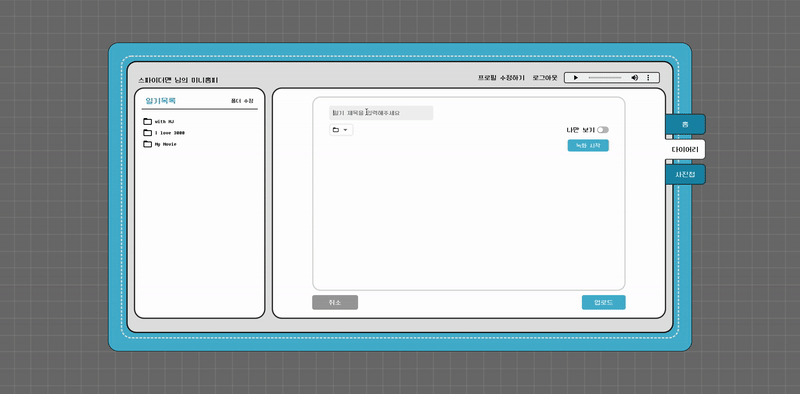 스파이더맨 님의 미니홈피
프로필 수정하기 로그아웃
일기목록 폴더 수정
with MJ
I love 3000
My Movie
일기 제목을 입력해주세요
나만 보기
녹화 시작
취소
업로드
홈
다이어리
사진첩